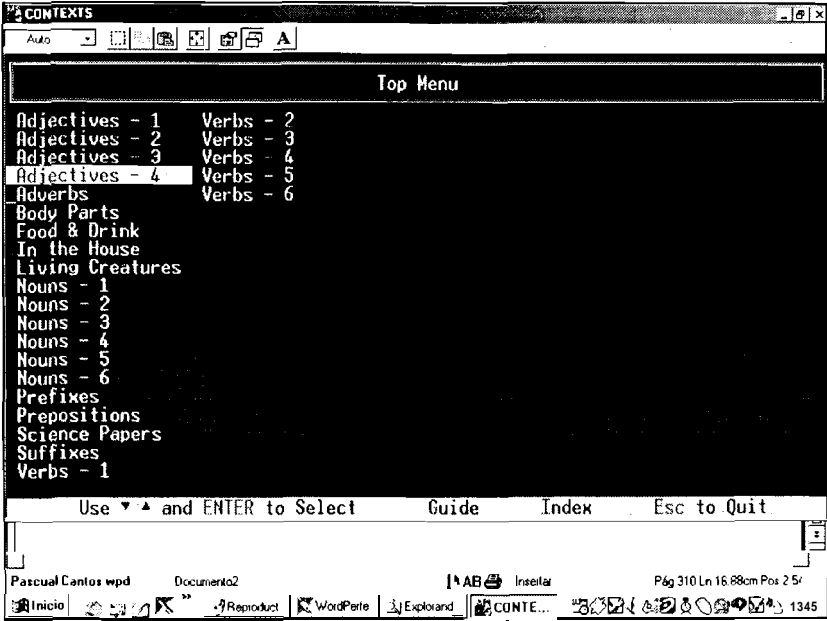 CONTEXTS
Auto
A
Top Menu
Adjectives - 1
Adjectives - 2
Adjectives - 3
Adjectives - 4
Adverbs
Body Parts
Food & Drink
In the House
Living Creatures
Nouns - 1
Nouns - 2
Nouns - 3
Nouns - 4
Nouns - 5
Nouns - 6
Prefixes
Prepositions
Science Papers
Suffixes
Verbs - 1
Verbs - 2
Verbs - 3
Verbs - 4
Verbs - 5
Verbs - 6
Use ▼ ▲ and ENTER to Select Guide Index Esc to Quit
Pascual Cantos wpd Documento2 AB Insertar Pág 310 Ln 16.88cm Pos 2.5
Inicio Reproduct WordPerfe Explorand CONTE... 1345